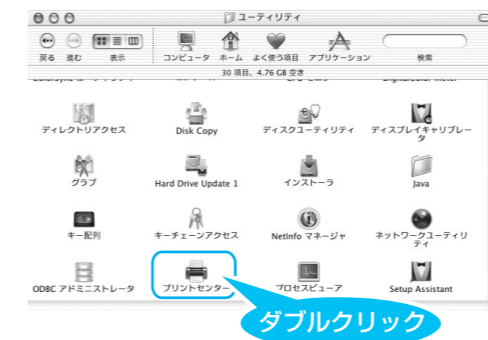 ユーティリティ
戻る 進む 表示 コンピュータ ホーム よく使う項目 アプリケーション 検索
30 項目、4.76 GB 空き
ディレクトリアクセス Disk Copy ディスクユーティリティ ディスプレイキャリブレー
タ
グラブ Hard Drive Update 1 インストーラ Java
キー配列 キーチェーンアクセス NetInfo マネージャ ネットワークユーティリ
ティ
ODBC アドミニストレータ プリントセンター プロセスビューア Setup Assistant
ダブルクリック